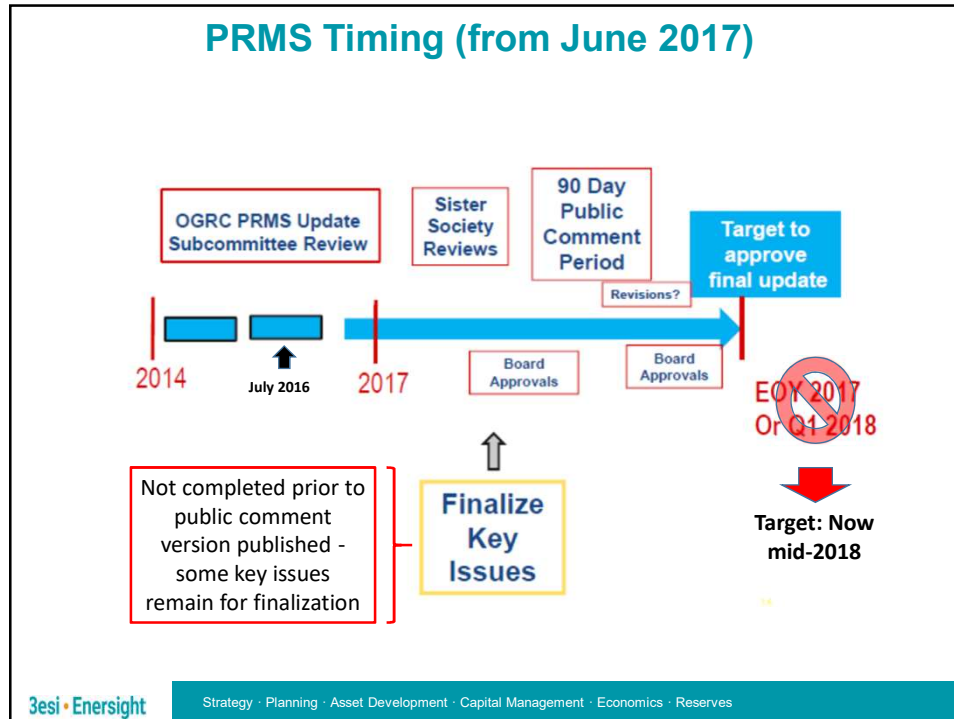 PRMS Timing (from June 2017)
OGRC PRMS Update
Subcommittee Review
Sister
Society
Reviews
90 Day
Public
Comment
Period
Target to
approve
final update
Revisions?
2014
July 2016
2017
Board
Approvals
Board
Approvals
EOY 2017
Or Q1 2018
Not completed prior to
public comment
version published -
some key issues
remain for finalization
Finalize
Key
Issues
Target: Now
mid-2018
3esi • Enersight
Strategy · Planning · Asset Development · Capital Management · Economics · Reserves